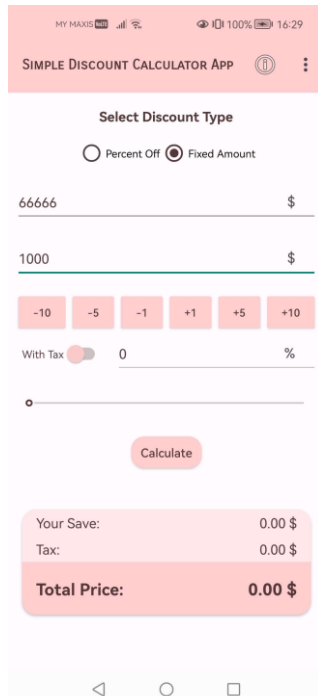 MY MAXIS VoLTE 100% 16:29
SIMPLE DISCOUNT CALCULATOR APP
Select Discount Type
Percent Off Fixed Amount
66666 $
1000 $
-10 -5 -1 +1 +5 +10
With Tax 0 %
Calculate
Your Save: 0.00 $
Tax: 0.00 $
Total Price: 0.00 $